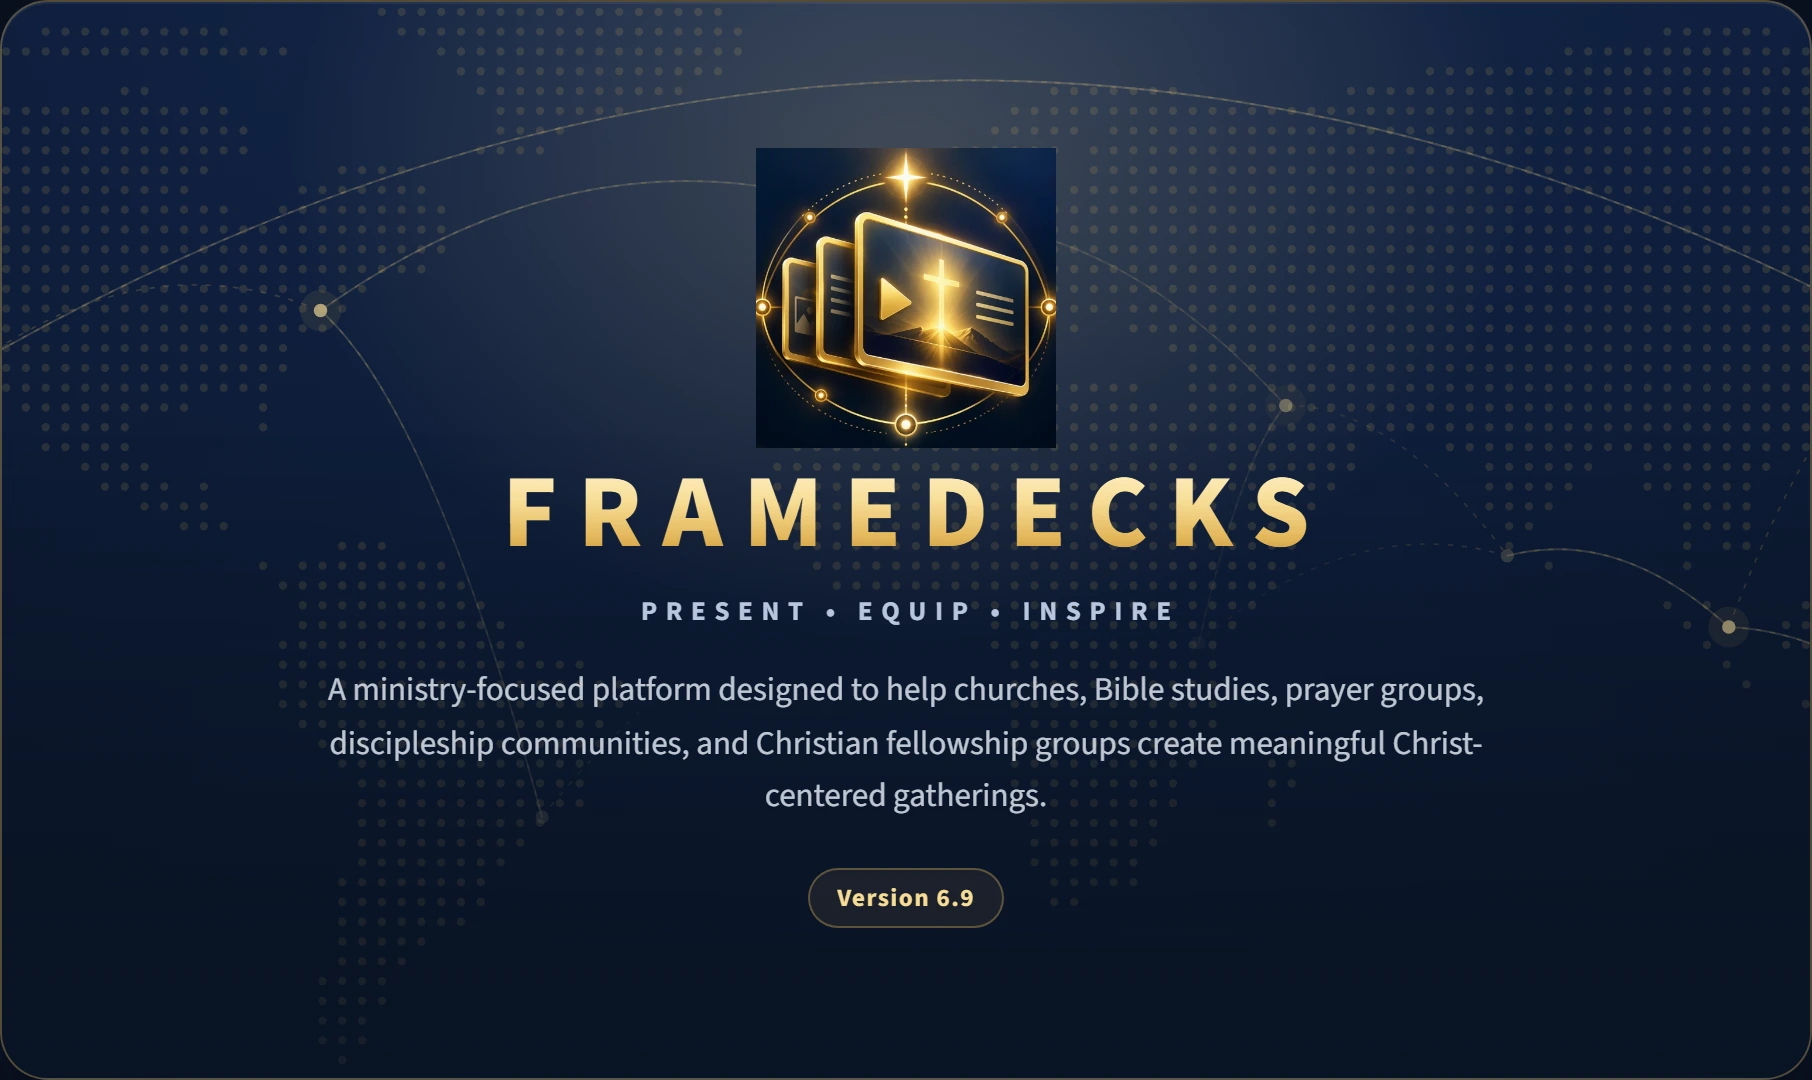 FRAMEDECKS
PRESENT • EQUIP • INSPIRE
A ministry-focused platform designed to help churches, Bible studies, prayer groups,
discipleship communities, and Christian fellowship groups create meaningful Christ-
centered gatherings.
Version 6.9